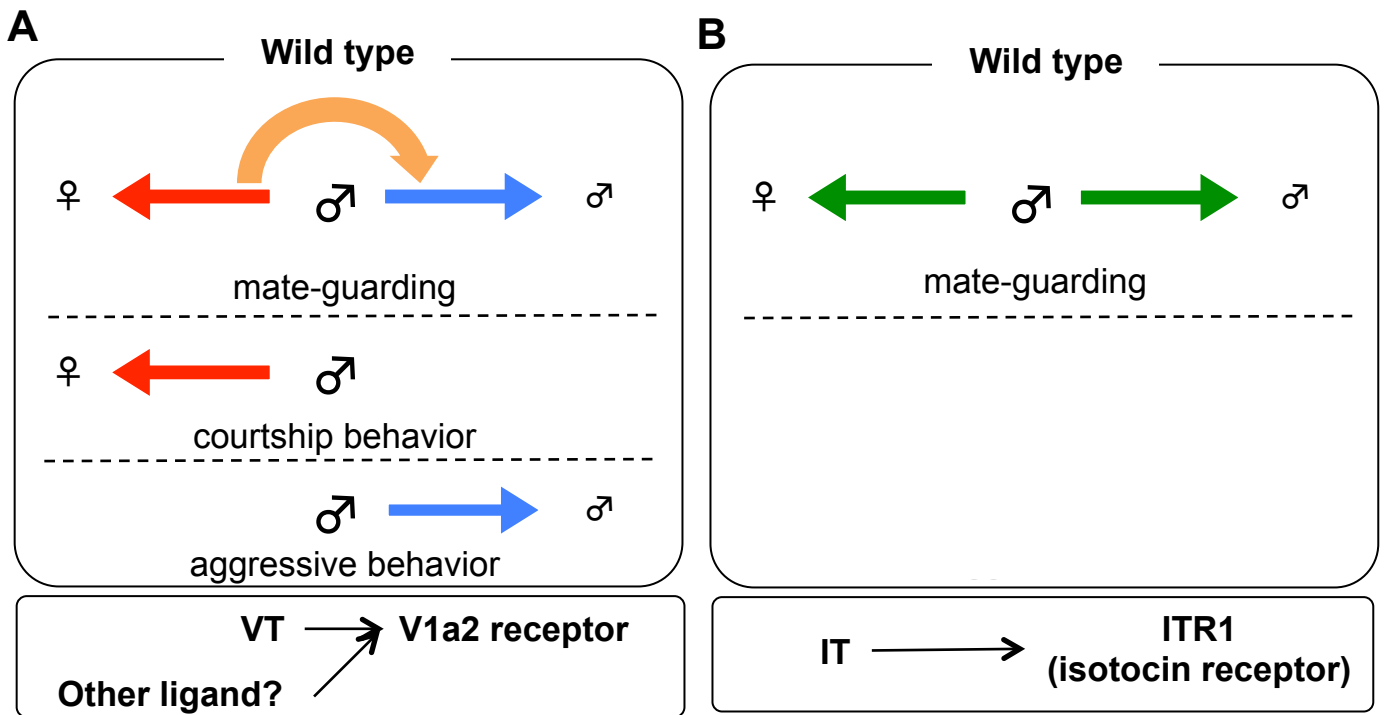 A
Wild type
♀ ♂ ♂
mate-guarding
♀ ♂
courtship behavior
♂ ♂
aggressive behavior
VT V1a2 receptor
Other ligand?
B
Wild type
♀ ♂ ♂
mate-guarding
IT ITR1
(isotocin receptor)